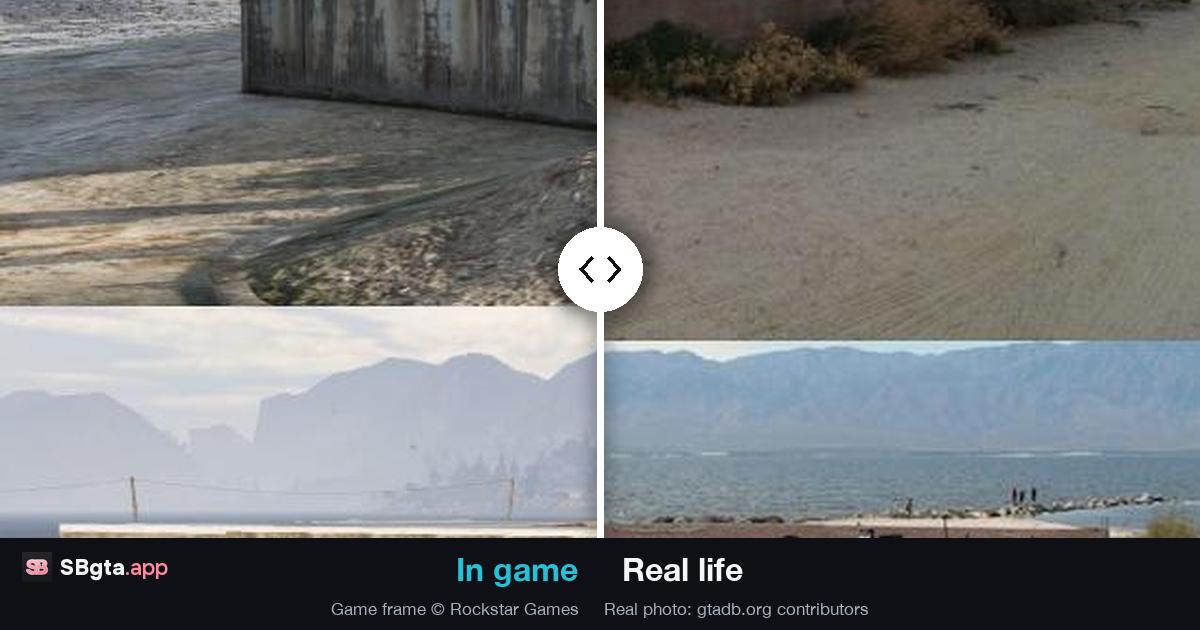 SB SBgta.app
In game
Real life
Game frame © Rockstar Games
Real photo: gtadb.org contributors